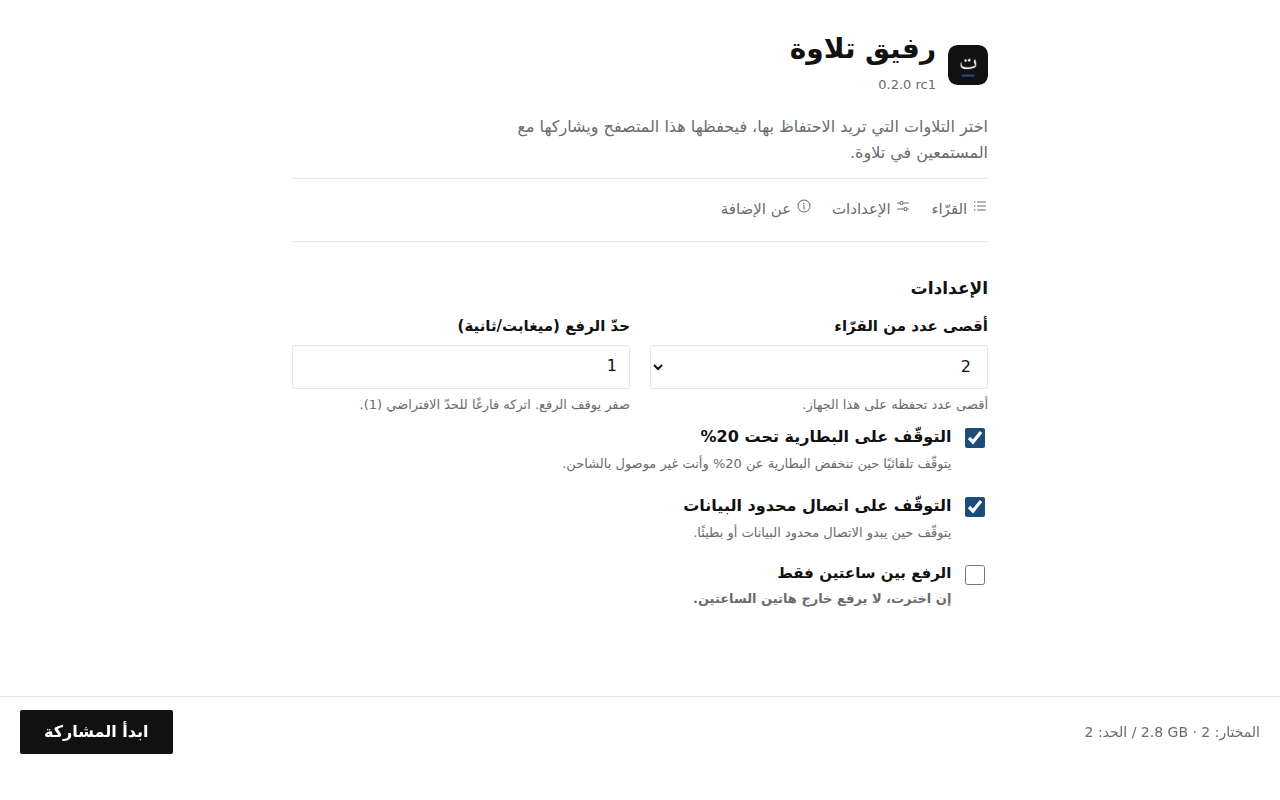 ت
رفيق تلاوة
0.2.0 rc1
اختر التلاوات التي تريد الاحتفاظ بها، فيحفظها هذا المتصفح ويشاركها مع
المستمعين في تلاوة.
القرّاء
الإعدادات
عن الإضافة
الإعدادات
أقصى عدد من القرّاء
2
أقصى عدد تحفظه على هذا الجهاز.
حدّ الرفع (ميغابت/ثانية)
1
صفر يوقف الرفع. اتركه فارغًا للحدّ الافتراضي (1).
التوقّف على البطارية تحت 20%
يتوقّف تلقائيًا حين تنخفض البطارية عن 20% وأنت غير موصول بالشاحن.
التوقّف على اتصال محدود البيانات
يتوقّف حين يبدو الاتصال محدود البيانات أو بطيئًا.
الرفع بين ساعتين فقط
إن اخترت، لا يرفع خارج هاتين الساعتين.
المختار: 2 · 2.8 GB / الحد: 2
ابدأ المشاركة